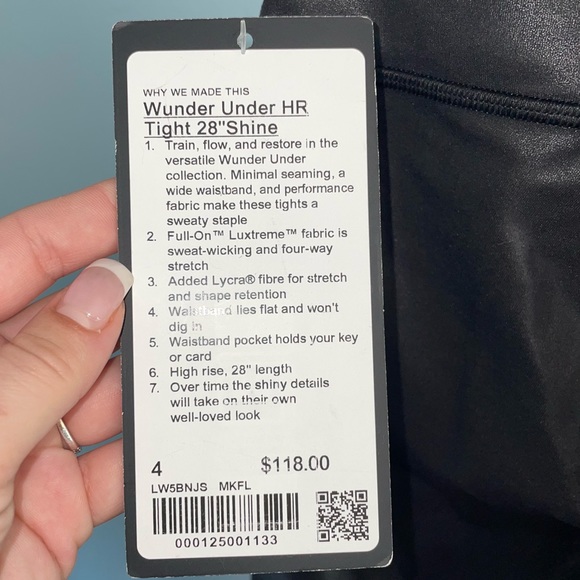 WHY WE MADE THIS
Wunder Under HR
Tight 28"Shine
1. Train, flow, and restore in the
versatile Wunder Under
collection. Minimal seaming, a
wide waistband, and performance
fabric make these tights a
sweaty staple
2. Full-On™ Luxtreme™ fabric is
sweat-wicking and four-way
stretch
3. Added Lycra® fibre for stretch
and shape retention
4. Waistband lies flat and won't
dig in
5. Waistband pocket holds your key
or card
6. High rise, 28" length
7. Over time the shiny details
will take on their own
well-loved look
4 $118.00
LW5BNJS MKFL
000125001133